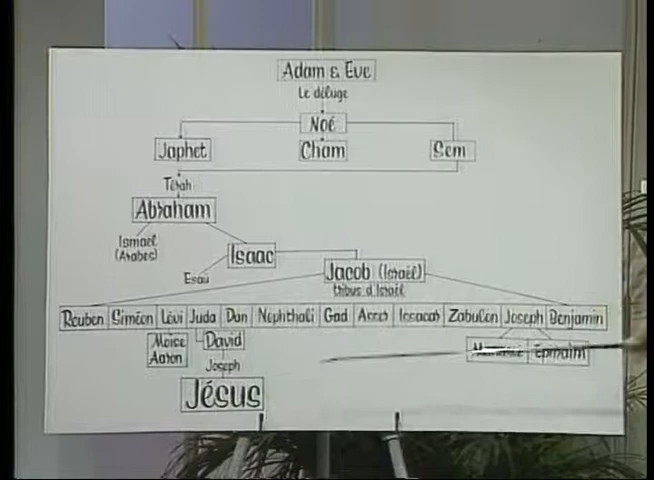 Adam & Eve
Le déluge
Noé
Japhet Cham Sem
Térah
Abraham
Ismaël
(Arabes)
Isaac
Esaü
Jacob (Israël)
tribus d'Israël
Reuben Siméon Lévi Juda Dan Nephthali Gad Asser Issacar Zabulon Joseph Benjamin
Moïse
Aaron
David
Ephraïm
Joseph
Jésus